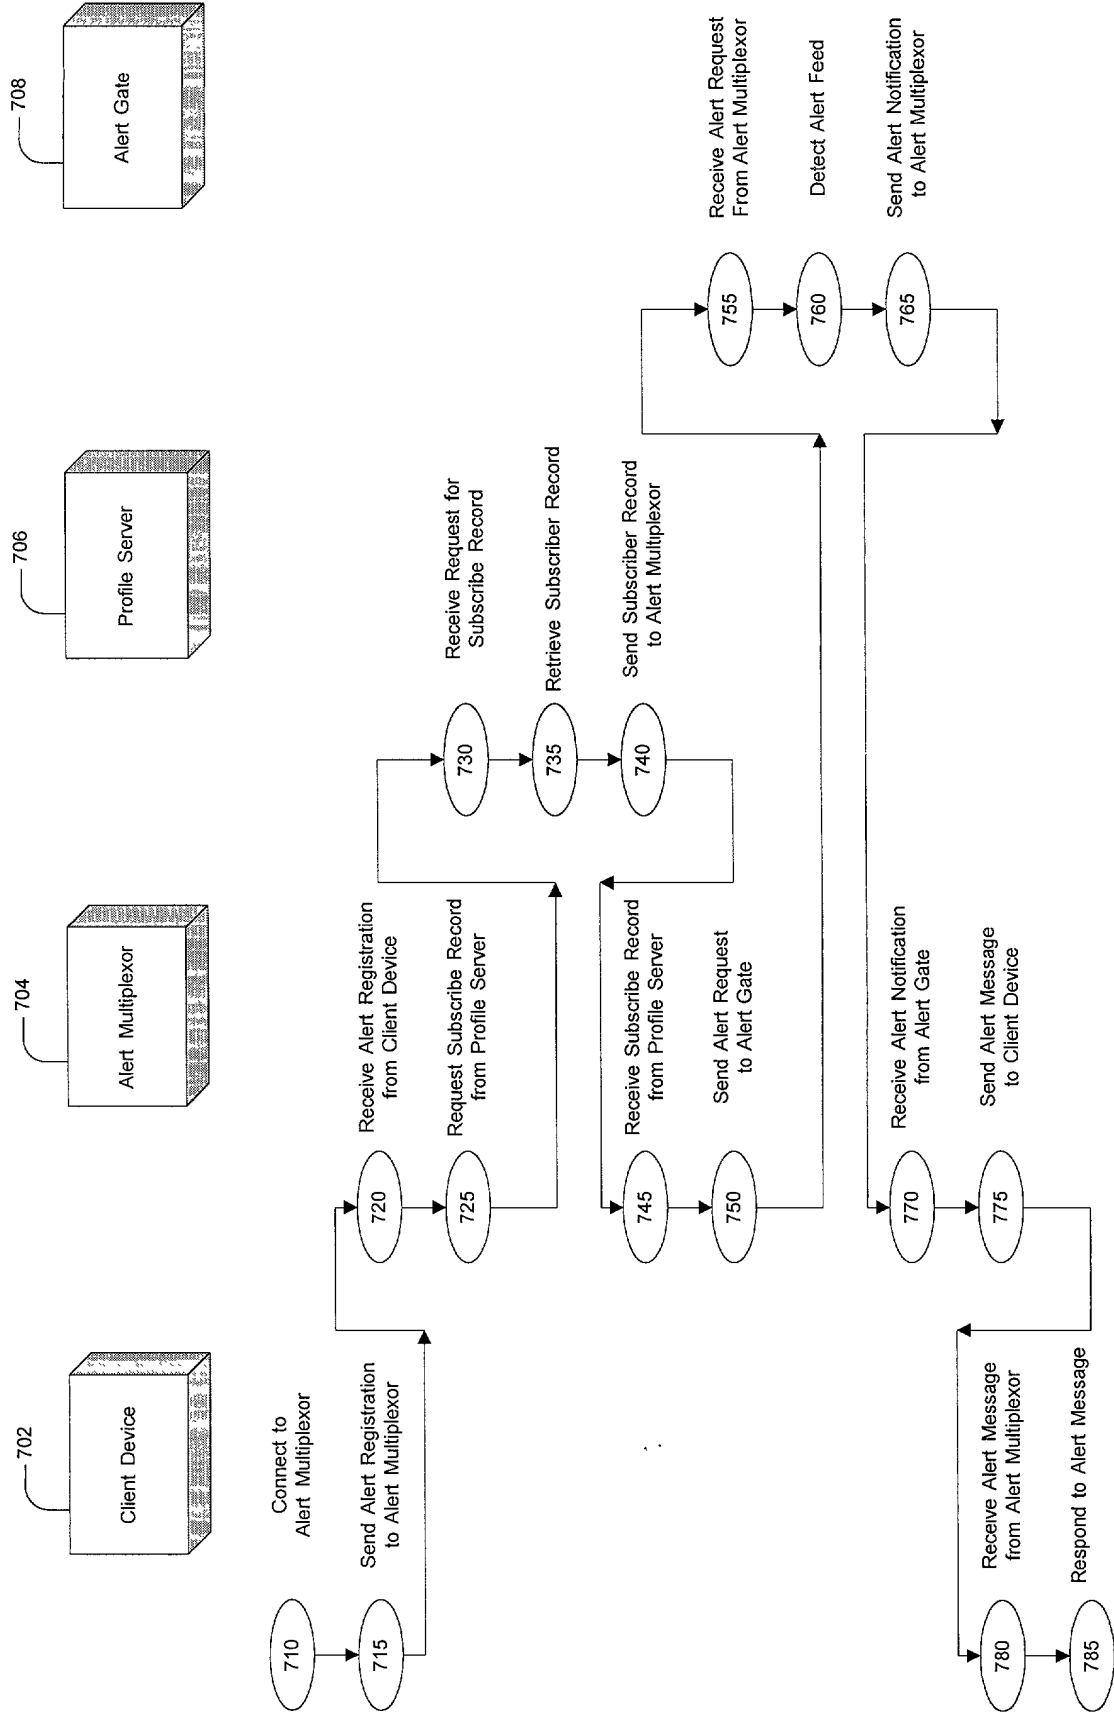 702
Client Device
704
Alert Multiplexor
706
Profile Server
708
Alert Gate
710
Connect to
Alert Multiplexor
715
Send Alert Registration
to Alert Multiplexor
720
Receive Alert Registration
from Client Device
725
Request Subscribe Record
from Profile Server
730
Receive Request for
Subscribe Record
735
Retrieve Subscriber Record
740
Send Subscriber Record
to Alert Multiplexor
745
Receive Subscribe Record
from Profile Server
750
Send Alert Request
to Alert Gate
755
Receive Alert Request
From Alert Multiplexor
760
Detect Alert Feed
765
Send Alert Notification
to Alert Multiplexor
770
Receive Alert Notification
from Alert Gate
775
Send Alert Message
to Client Device
780
Receive Alert Message
from Alert Multiplexor
785
Respond to Alert Message